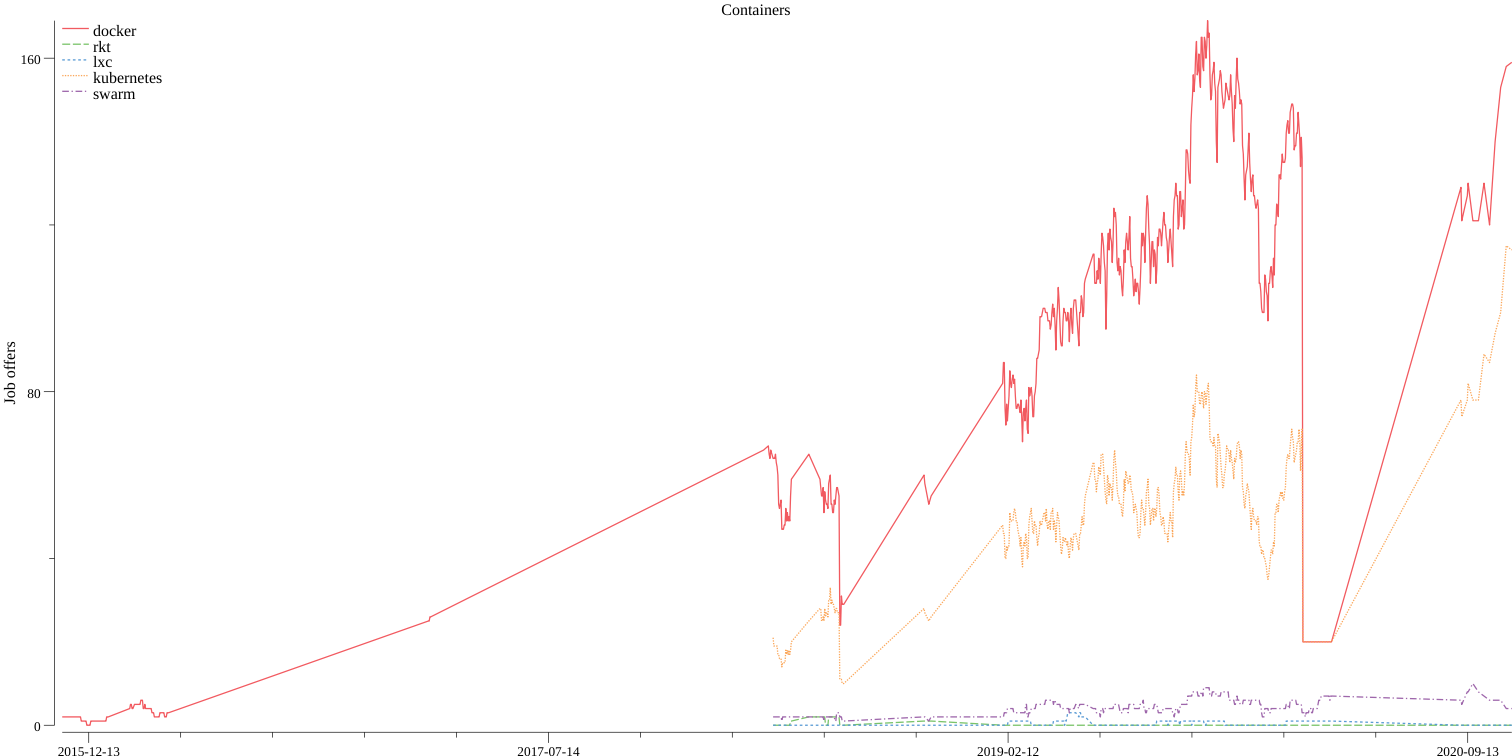 Containers
docker
rkt
lxc
kubernetes
swarm
160
80
0
Job offers
2015-12-13
2017-07-14
2019-02-12
2020-09-13